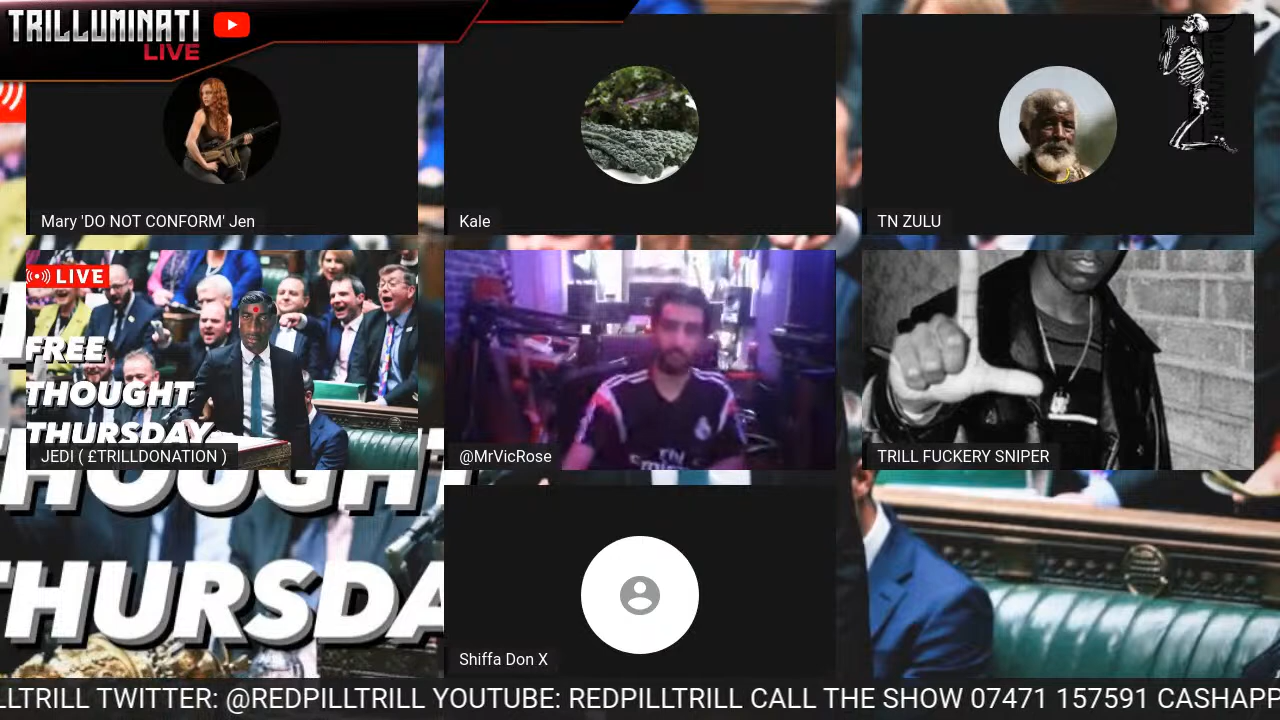 TRILLUMINATI
LIVE
Mary 'DO NOT CONFORM' Jen
Kale
TN ZULU
LIVE
FREE
THOUGHT
THURSDAY
JEDI ( £TRILLDONATION )
@MrVicRose
TRILL FUCKERY SNIPER
HOUGHT
THURSDA
Shiffa Don X
LLTRILL TWITTER: @REDPILLTRILL YOUTUBE: REDPILLTRILL CALL THE SHOW 07471 157591 CASHAPP